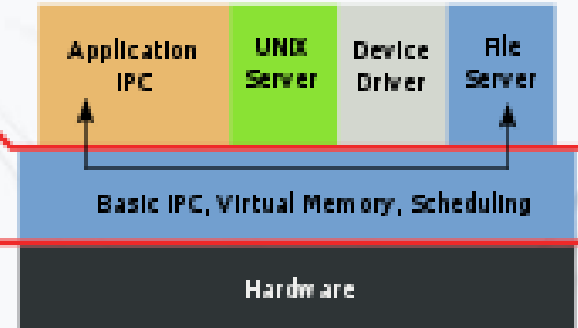 Application
IPC
UNIX
Server
Device
Driver
File
Server
Basic IPC, Virtual Memory, Scheduling
Hardware